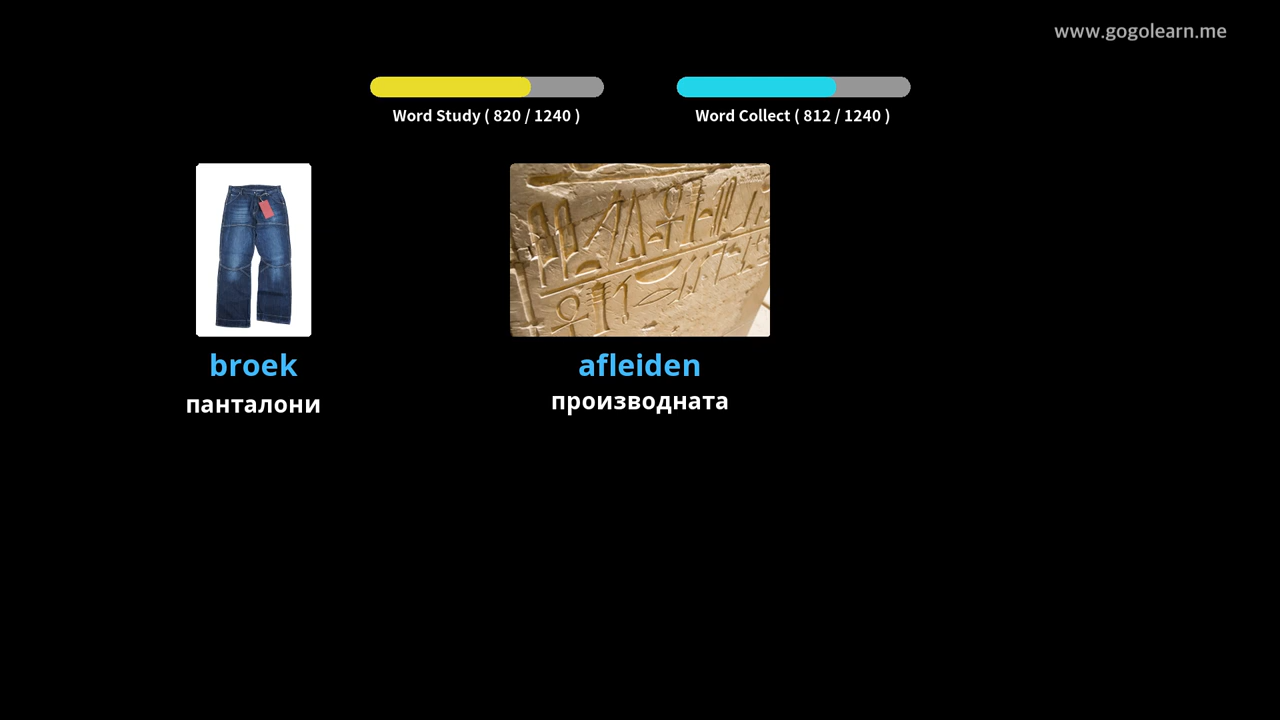 www.gogolearn.me
Word Study ( 820 / 1240 )
Word Collect ( 812 / 1240 )
broek
панталони
afleiden
производната